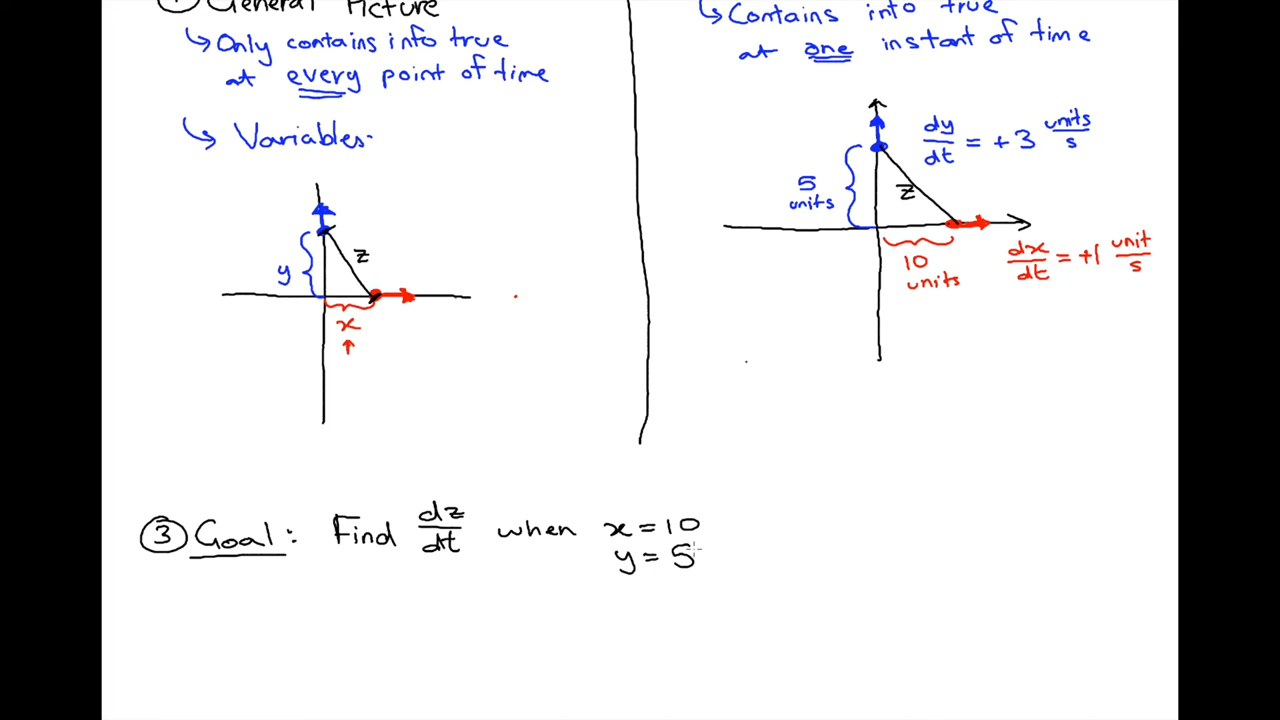 ① General Picture
↳ Only contains info true
at every point of time
↳ Variables.
y
z
x
↳ Contains info true
at one instant of time
dy/dt = +3 units/s
5 units
z
10 units
dx/dt = +1 unit/s
③ Goal: Find dz/dt when x = 10
y = 5